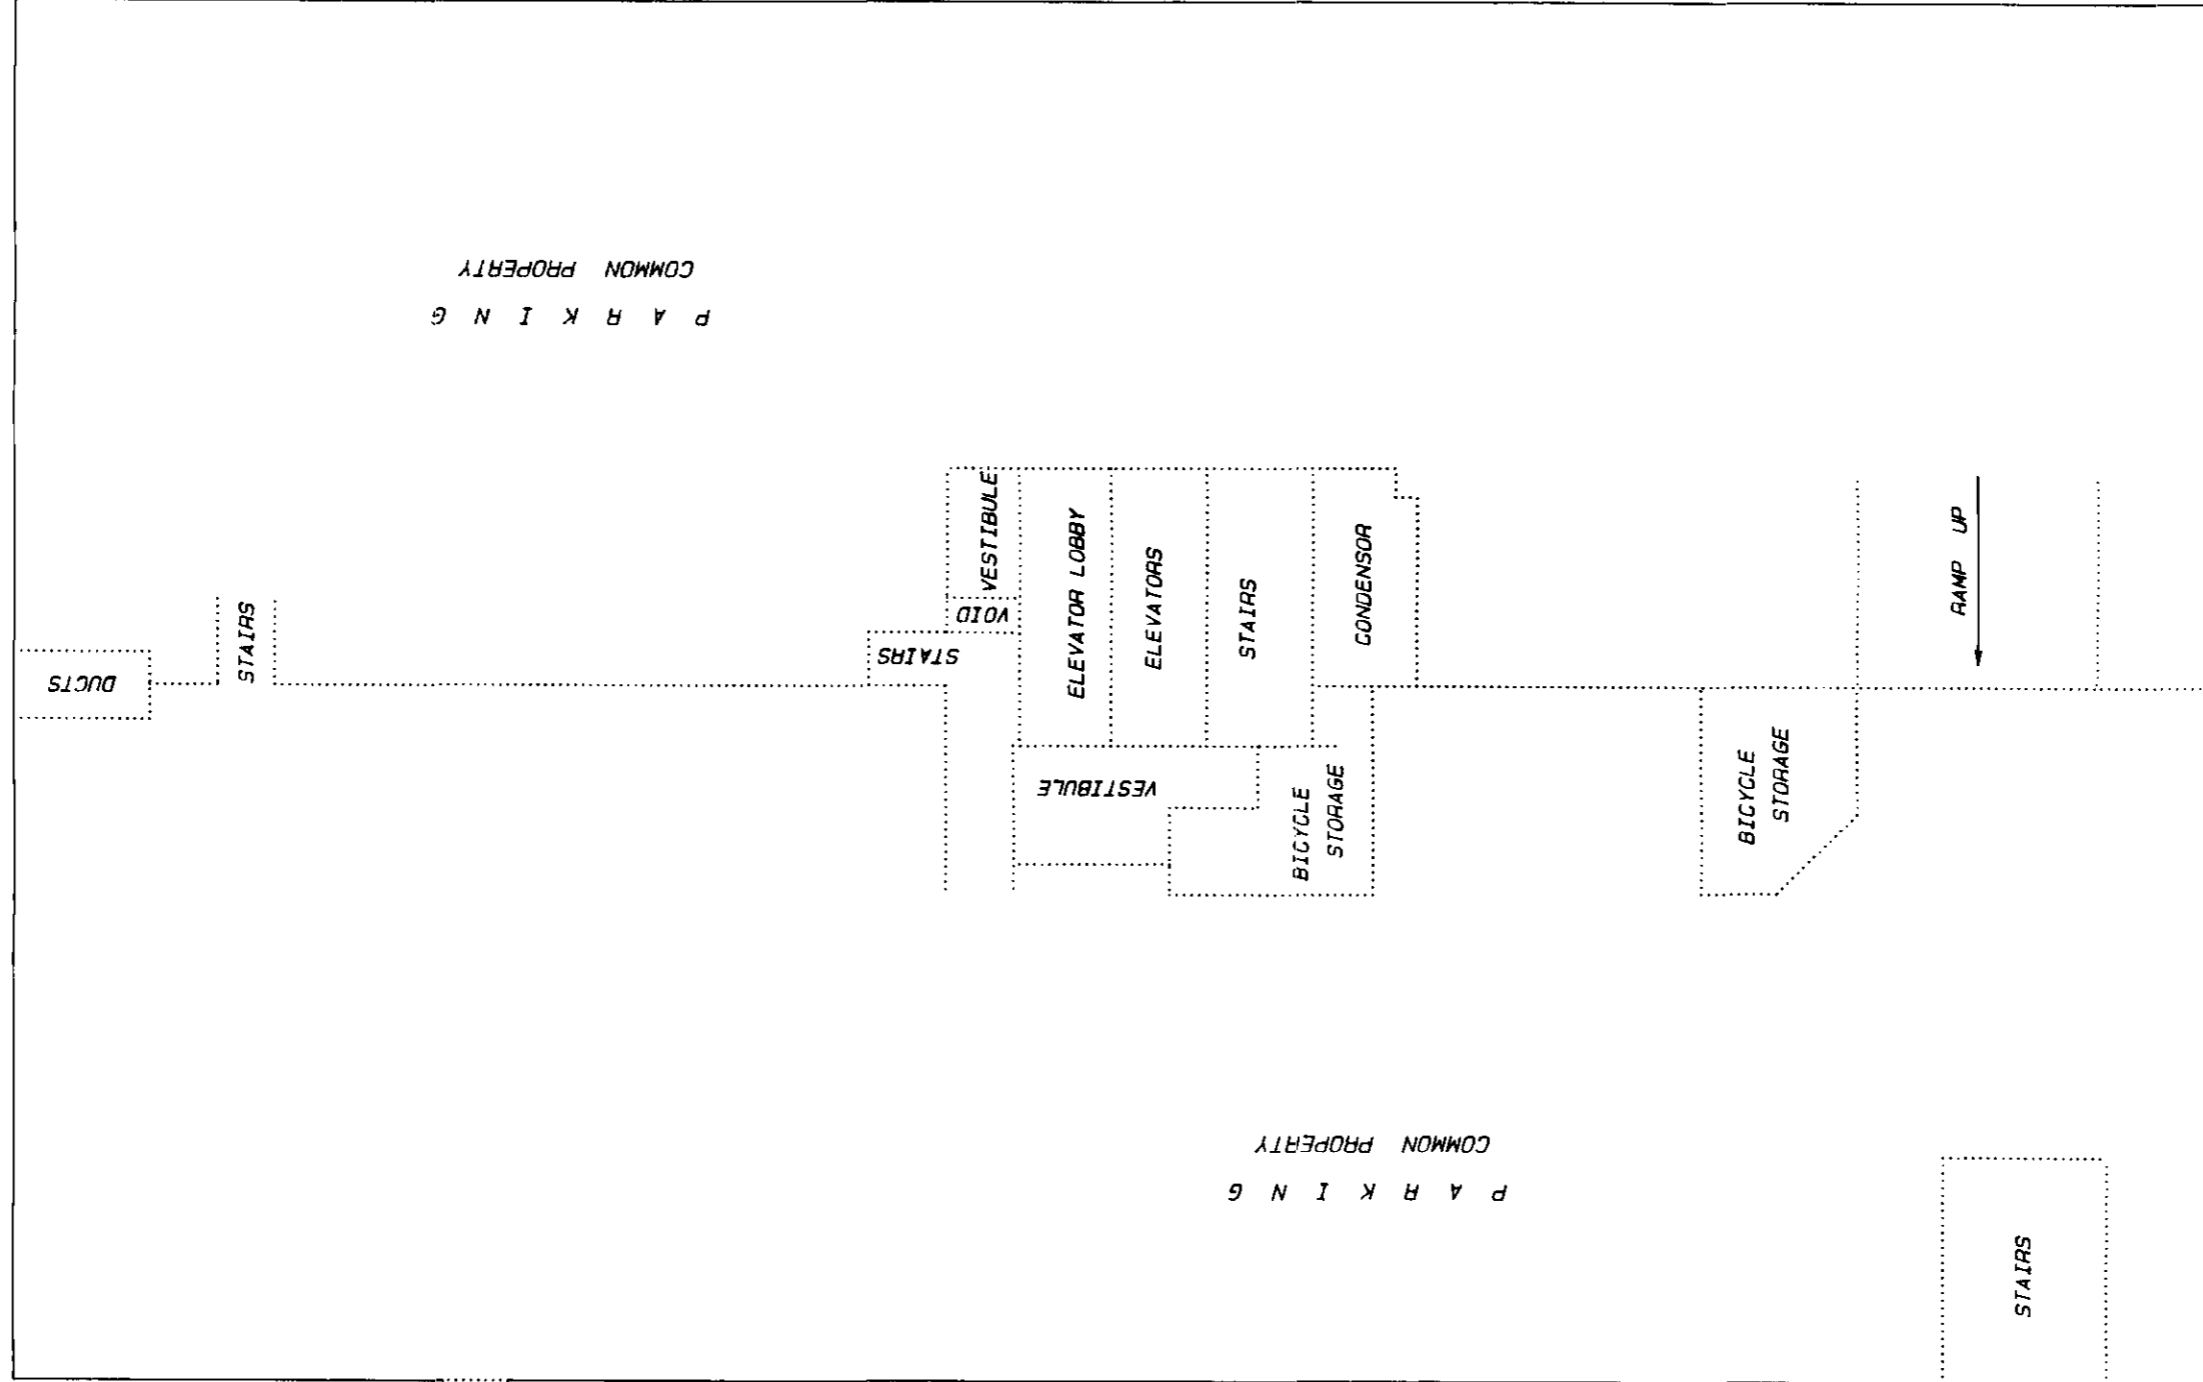 COMMON PROPERTY
P A R K I N G
VESTIBULE
ELEVATOR LOBBY
ELEVATORS
STAIRS
CONDENSOR
RAMP UP
VOID
STAIRS
STAIRS
DUCTS
VESTIBULE
BICYCLE
STORAGE
BICYCLE
STORAGE
COMMON PROPERTY
P A R K I N G
STAIRS